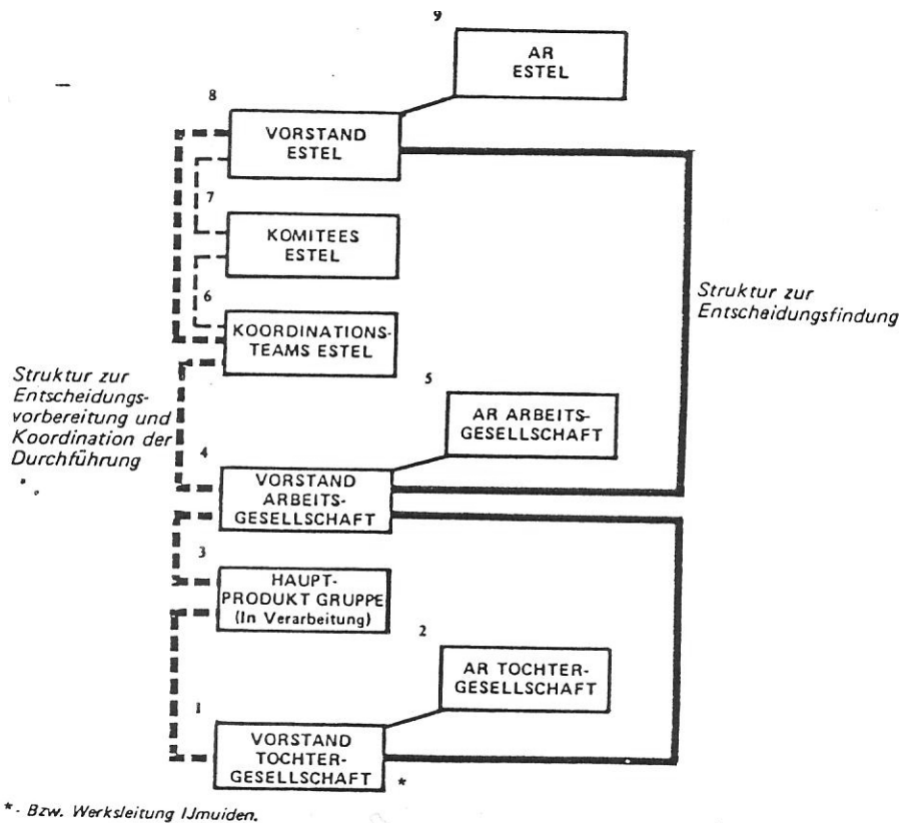 9
AR
ESTEL
8
VORSTAND
ESTEL
7
KOMITEES
ESTEL
6
KOORDINATIONS-
TEAMS ESTEL
Struktur zur
Entscheidungsfindung
Struktur zur
Entscheidungs-
vorbereitung und
Koordination der
Durchführung
5
AR ARBEITS-
GESELLSCHAFT
4
VORSTAND
ARBEITS-
GESELLSCHAFT
3
HAUPT-
PRODUKT GRUPPE
(In Verarbeitung)
2
AR TOCHTER-
GESELLSCHAFT
1
VORSTAND
TOCHTER-
GESELLSCHAFT *
*- Bzw. Werksleitung IJmuiden.